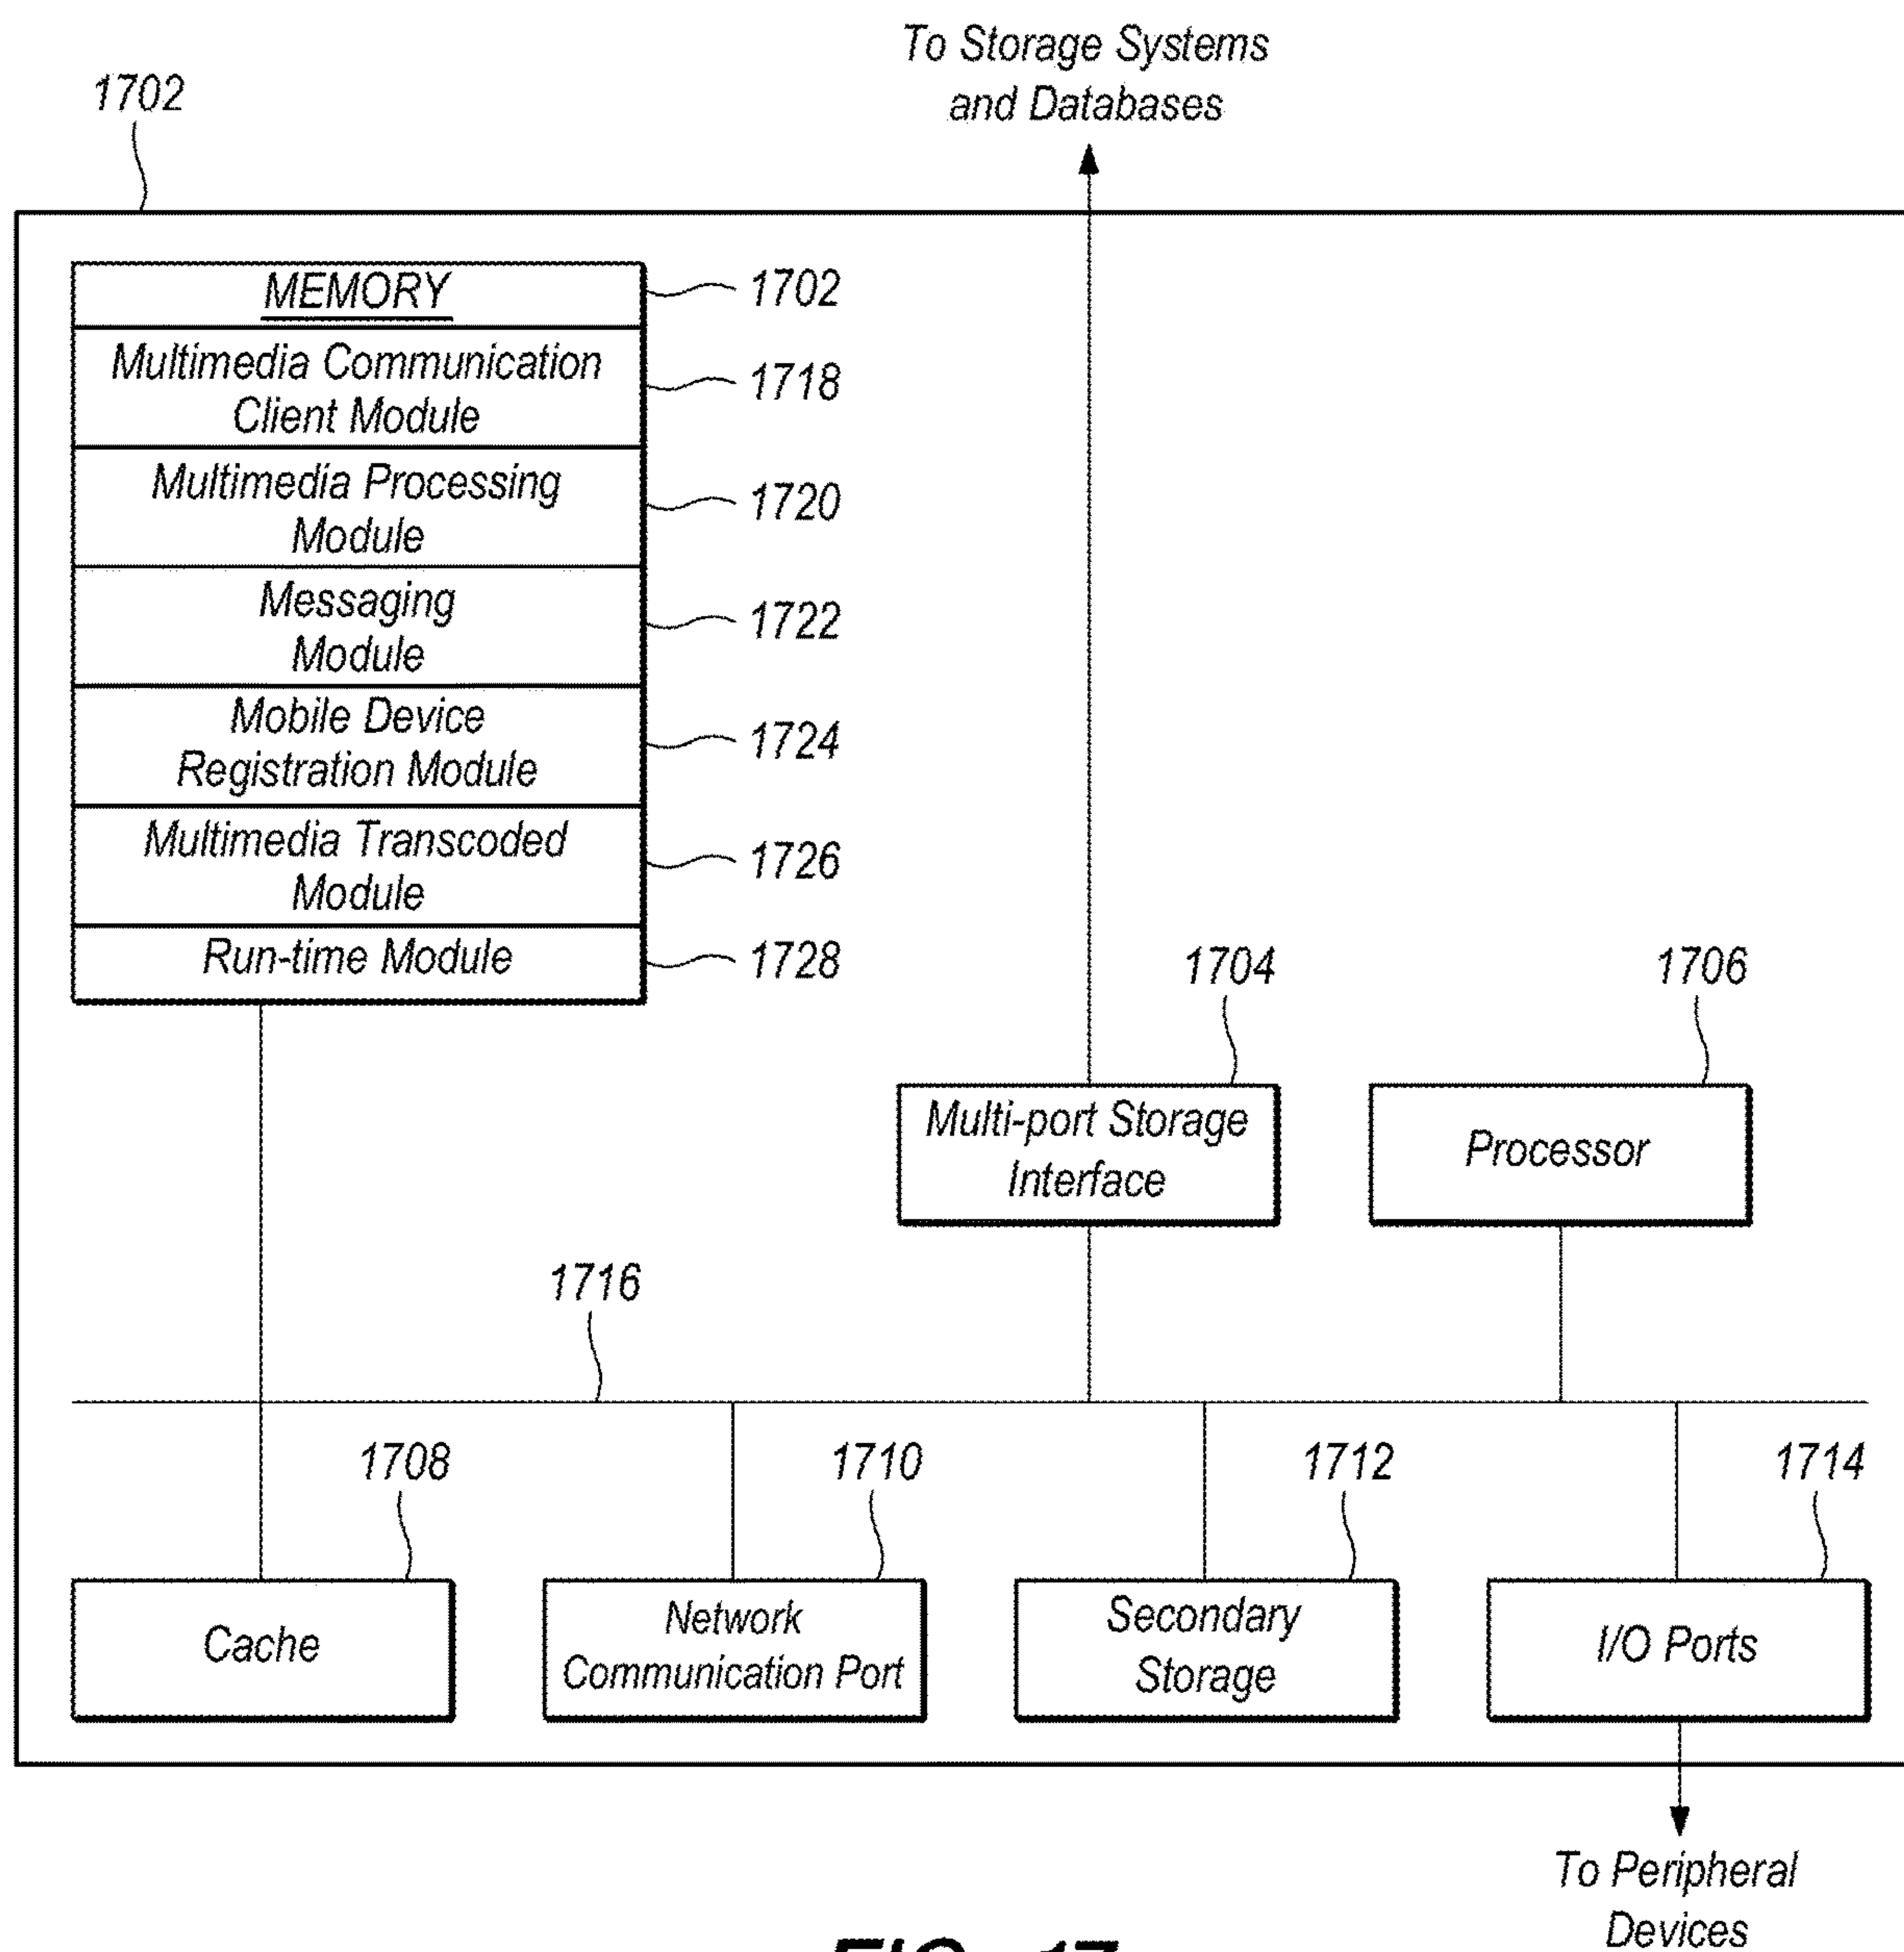 To Storage Systems
and Databases
1702
MEMORY
1702
Multimedia Communication
Client Module
1718
Multimedia Processing
Module
1720
Messaging
Module
1722
Mobile Device
Registration Module
1724
Multimedia Transcoded
Module
1726
Run-time Module
1728
1704
1706
Multi-port Storage
Interface
Processor
1716
1708
1710
1712
1714
Cache
Network
Communication Port
Secondary
Storage
I/O Ports
To Peripheral
Devices
FIG. 17